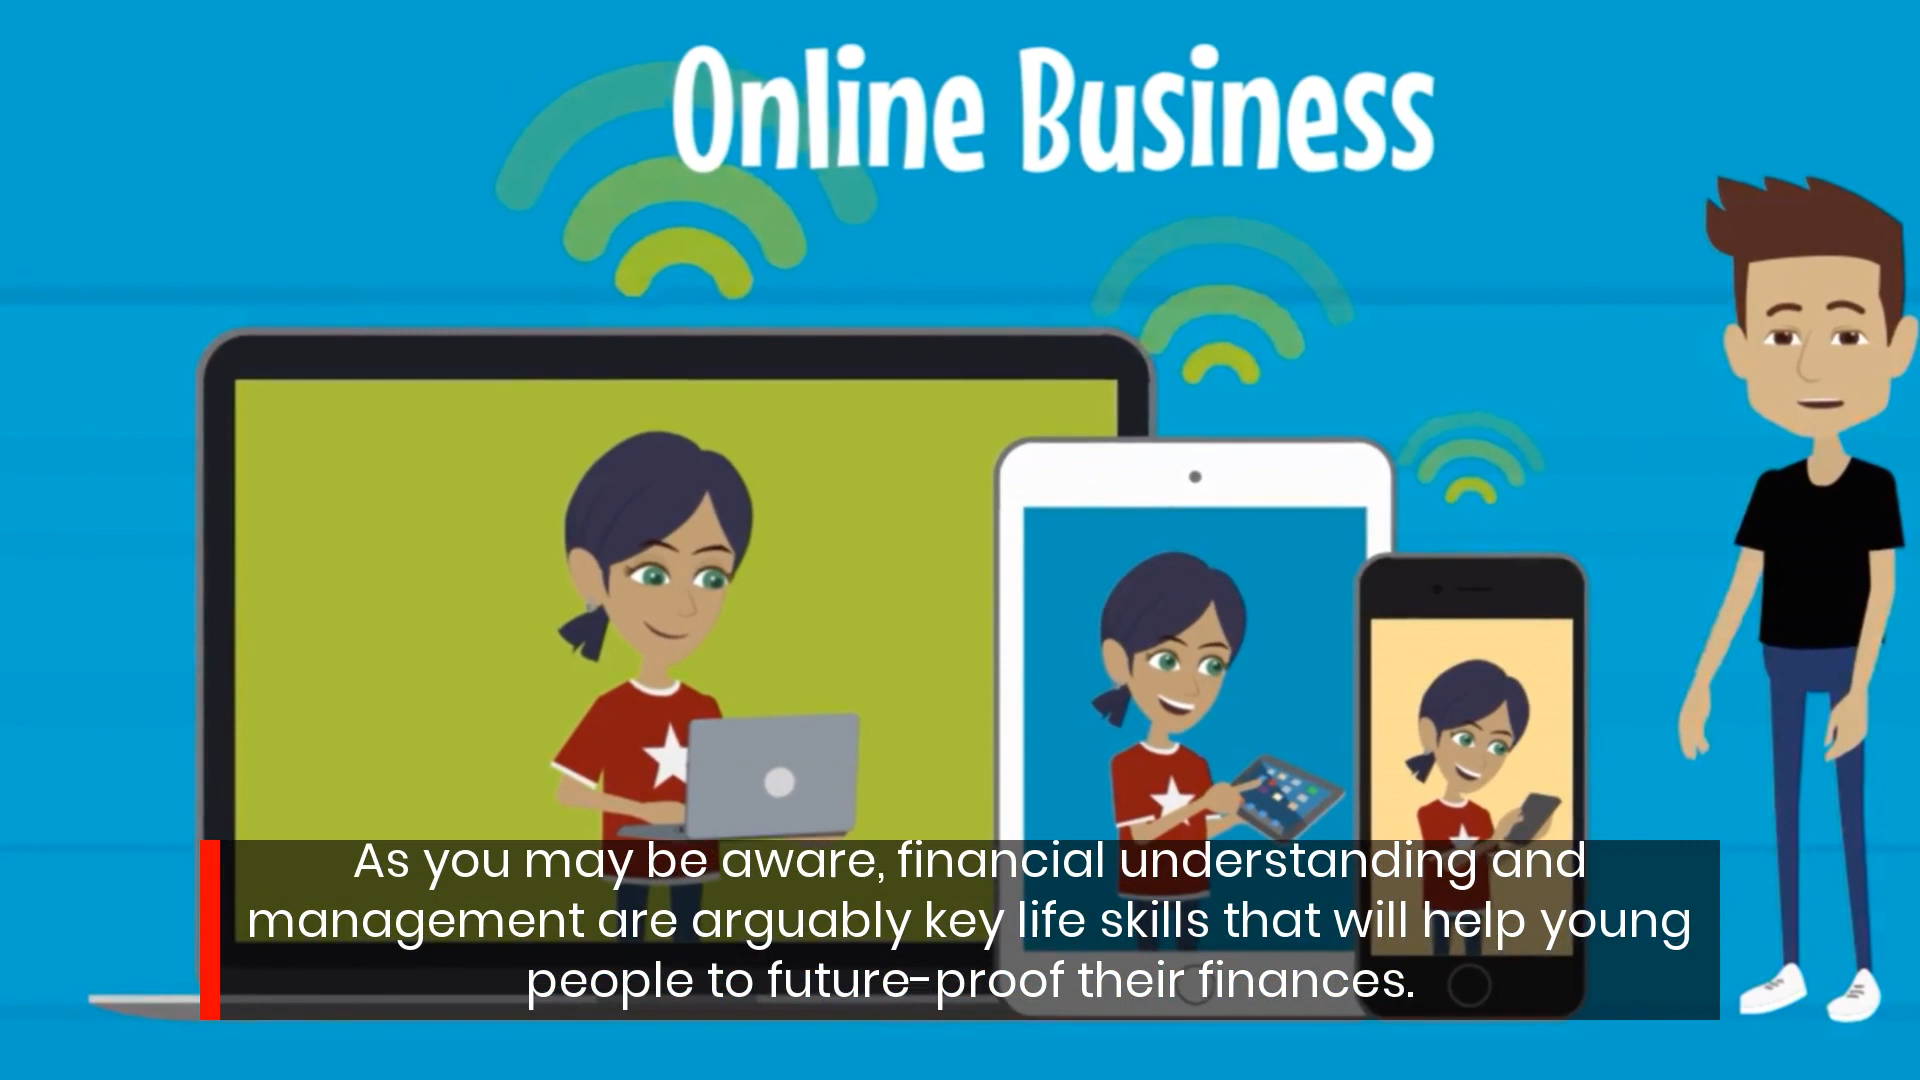 Online Business
As you may be aware, financial understanding and
management are arguably key life skills that will help young
people to future-proof their finances.